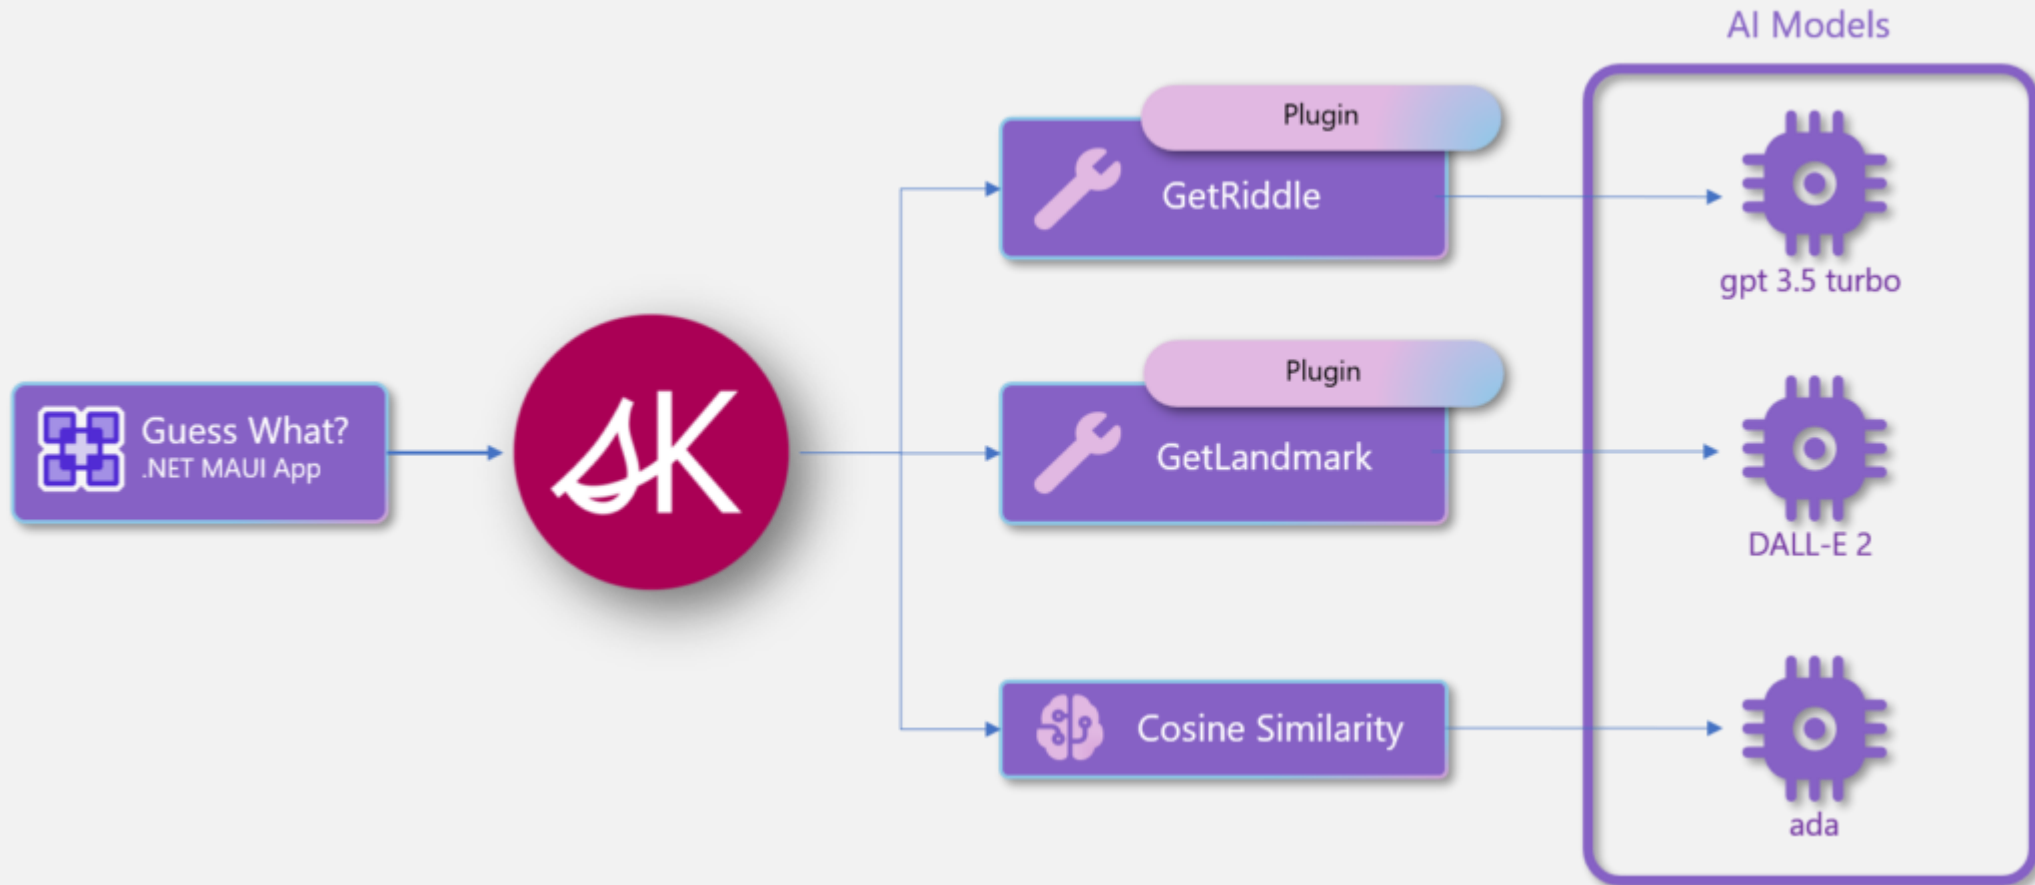 AI Models
Plugin
GetRiddle
gpt 3.5 turbo
Guess What?
.NET MAUI App
sK
Plugin
GetLandmark
DALL-E 2
Cosine Similarity
ada